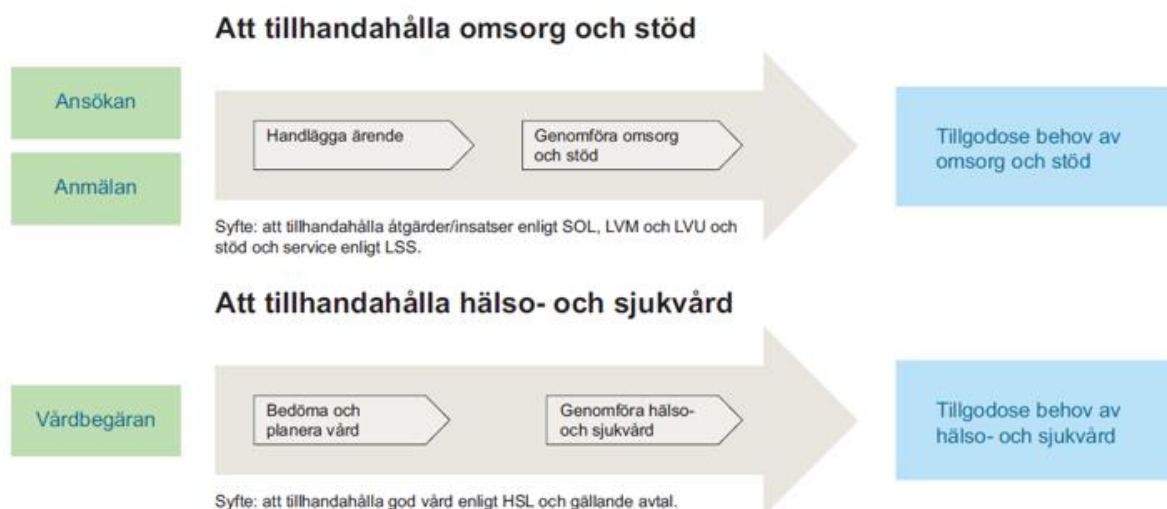 Att tillhandahålla omsorg och stöd
Ansökan
Anmälan
Handlägga ärende
Genomföra omsorg
och stöd
Tillgodose behov av
omsorg och stöd
Syfte: att tillhandahålla åtgärder/insatser enligt SOL, LVM och LVU och
stöd och service enligt LSS.
Att tillhandahålla hälso- och sjukvård
Vårdbegäran
Bedöma och
planera vård
Genomföra hälso-
och sjukvård
Tillgodose behov av
hälso- och sjukvård
Syfte: att tillhandahålla god vård enligt HSL och gällande avtal.